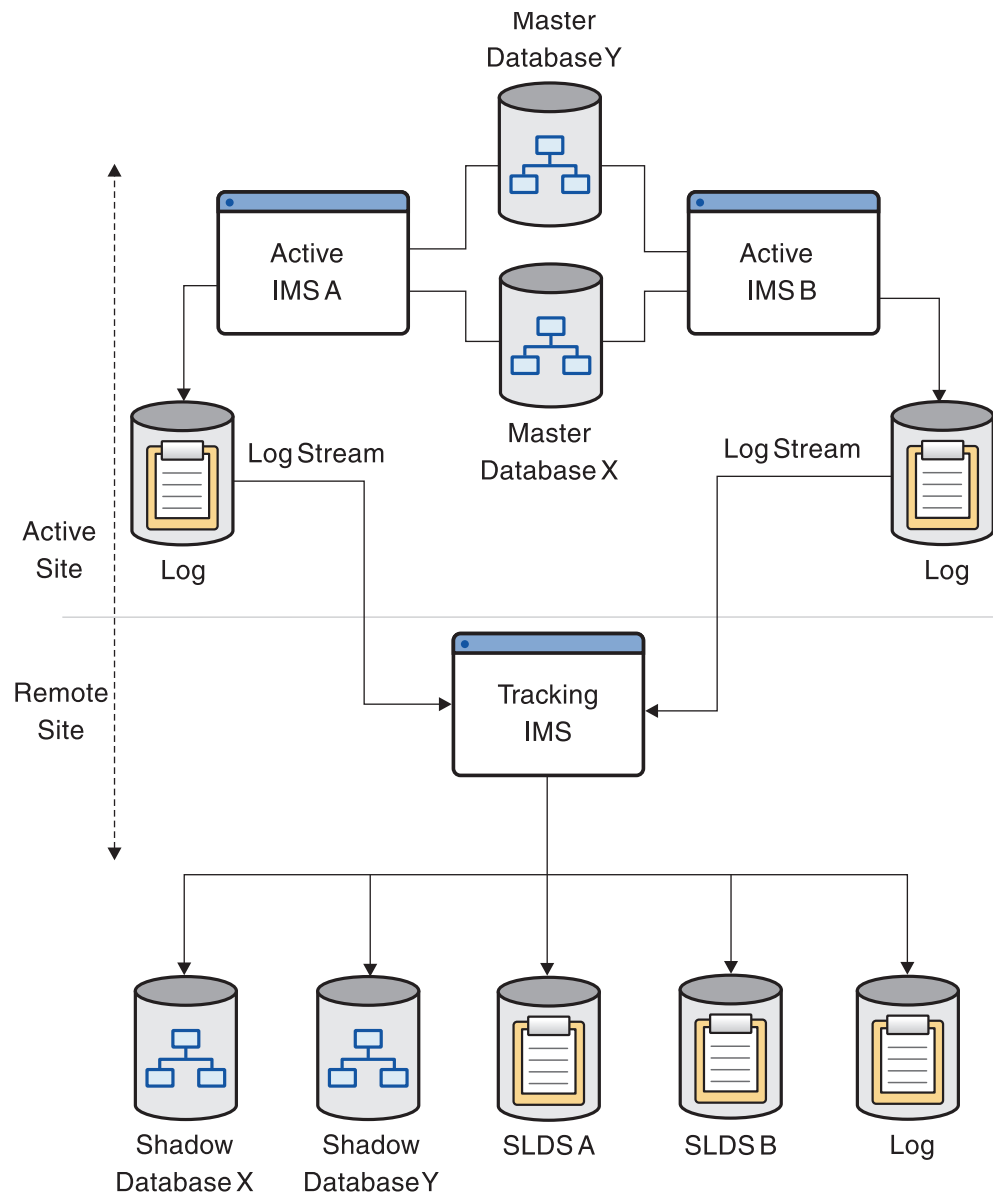 Master
Database Y
Active
IMS A
Active
IMS B
Master
Database X
Log Stream
Log Stream
Active
Site
Log
Log
Remote
Site
Tracking
IMS
Shadow
Database X
Shadow
Database Y
SLDS A
SLDS B
Log